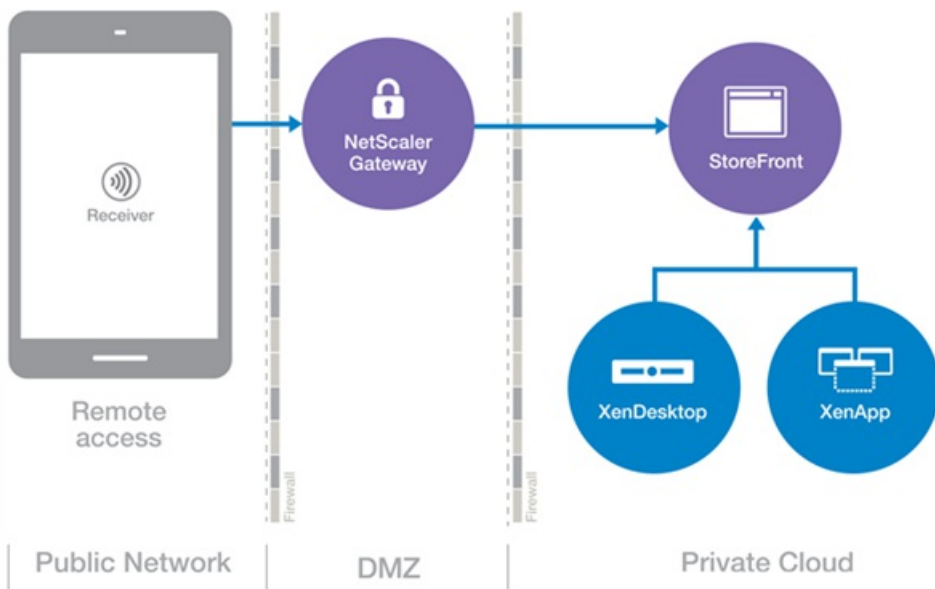 Receiver
Remote
access
Firewall
NetScaler
Gateway
Firewall
StoreFront
XenDesktop
XenApp
Public Network
DMZ
Private Cloud